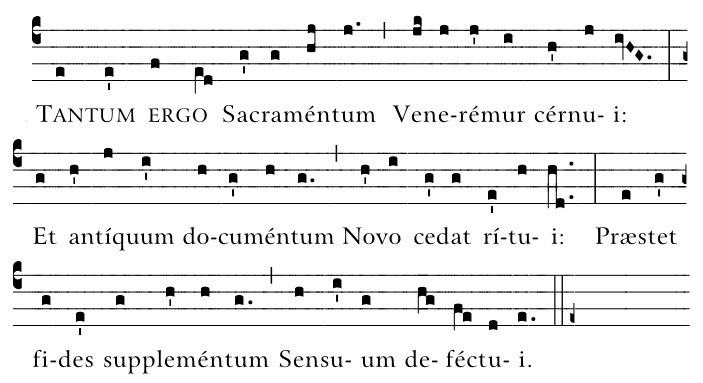 TANTUM ERGO Sacraméntum Vene-rémur cérnu- i:
Et antíquum do-cuméntum Novo cedat rí-tu- i: Præstet
fi-des suppleméntum Sensu- um de- féctu- i.